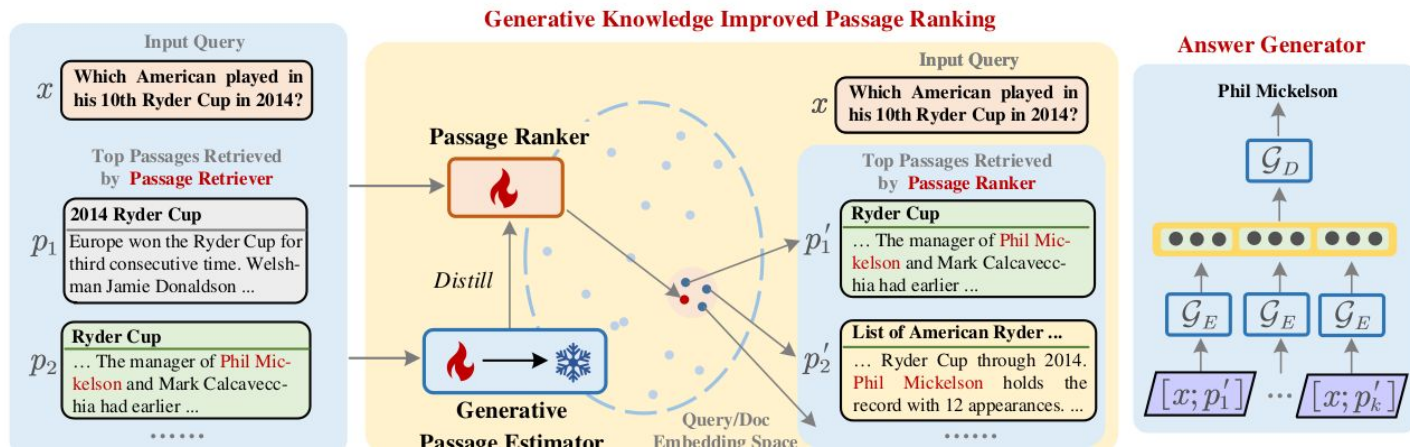 Generative Knowledge Improved Passage Ranking
Input Query
x
Which American played in
his 10th Ryder Cup in 2014?
Top Passages Retrieved
by Passage Retriever
p₁
2014 Ryder Cup
Europe won the Ryder Cup for
third consecutive time. Welsh-
man Jamie Donaldson ...
p₂
Ryder Cup
... The manager of Phil Mic-
kelson and Mark Calcavecc-
hia had earlier ...
......
Passage Ranker
Distill
Generative
Passage Estimator
Query/Doc
Embedding Space
Input Query
x
Which American played in
his 10th Ryder Cup in 2014?
Top Passages Retrieved
by Passage Ranker
p′₁
Ryder Cup
... The manager of Phil Mic-
kelson and Mark Calcavecc-
hia had earlier ...
p′₂
List of American Ryder ...
... Ryder Cup through 2014.
Phil Mickelson holds the
record with 12 appearances. ...
......
Answer Generator
Phil Mickelson
G_D
G_E G_E G_E
[x; p′₁] ... [x; p′ₖ]